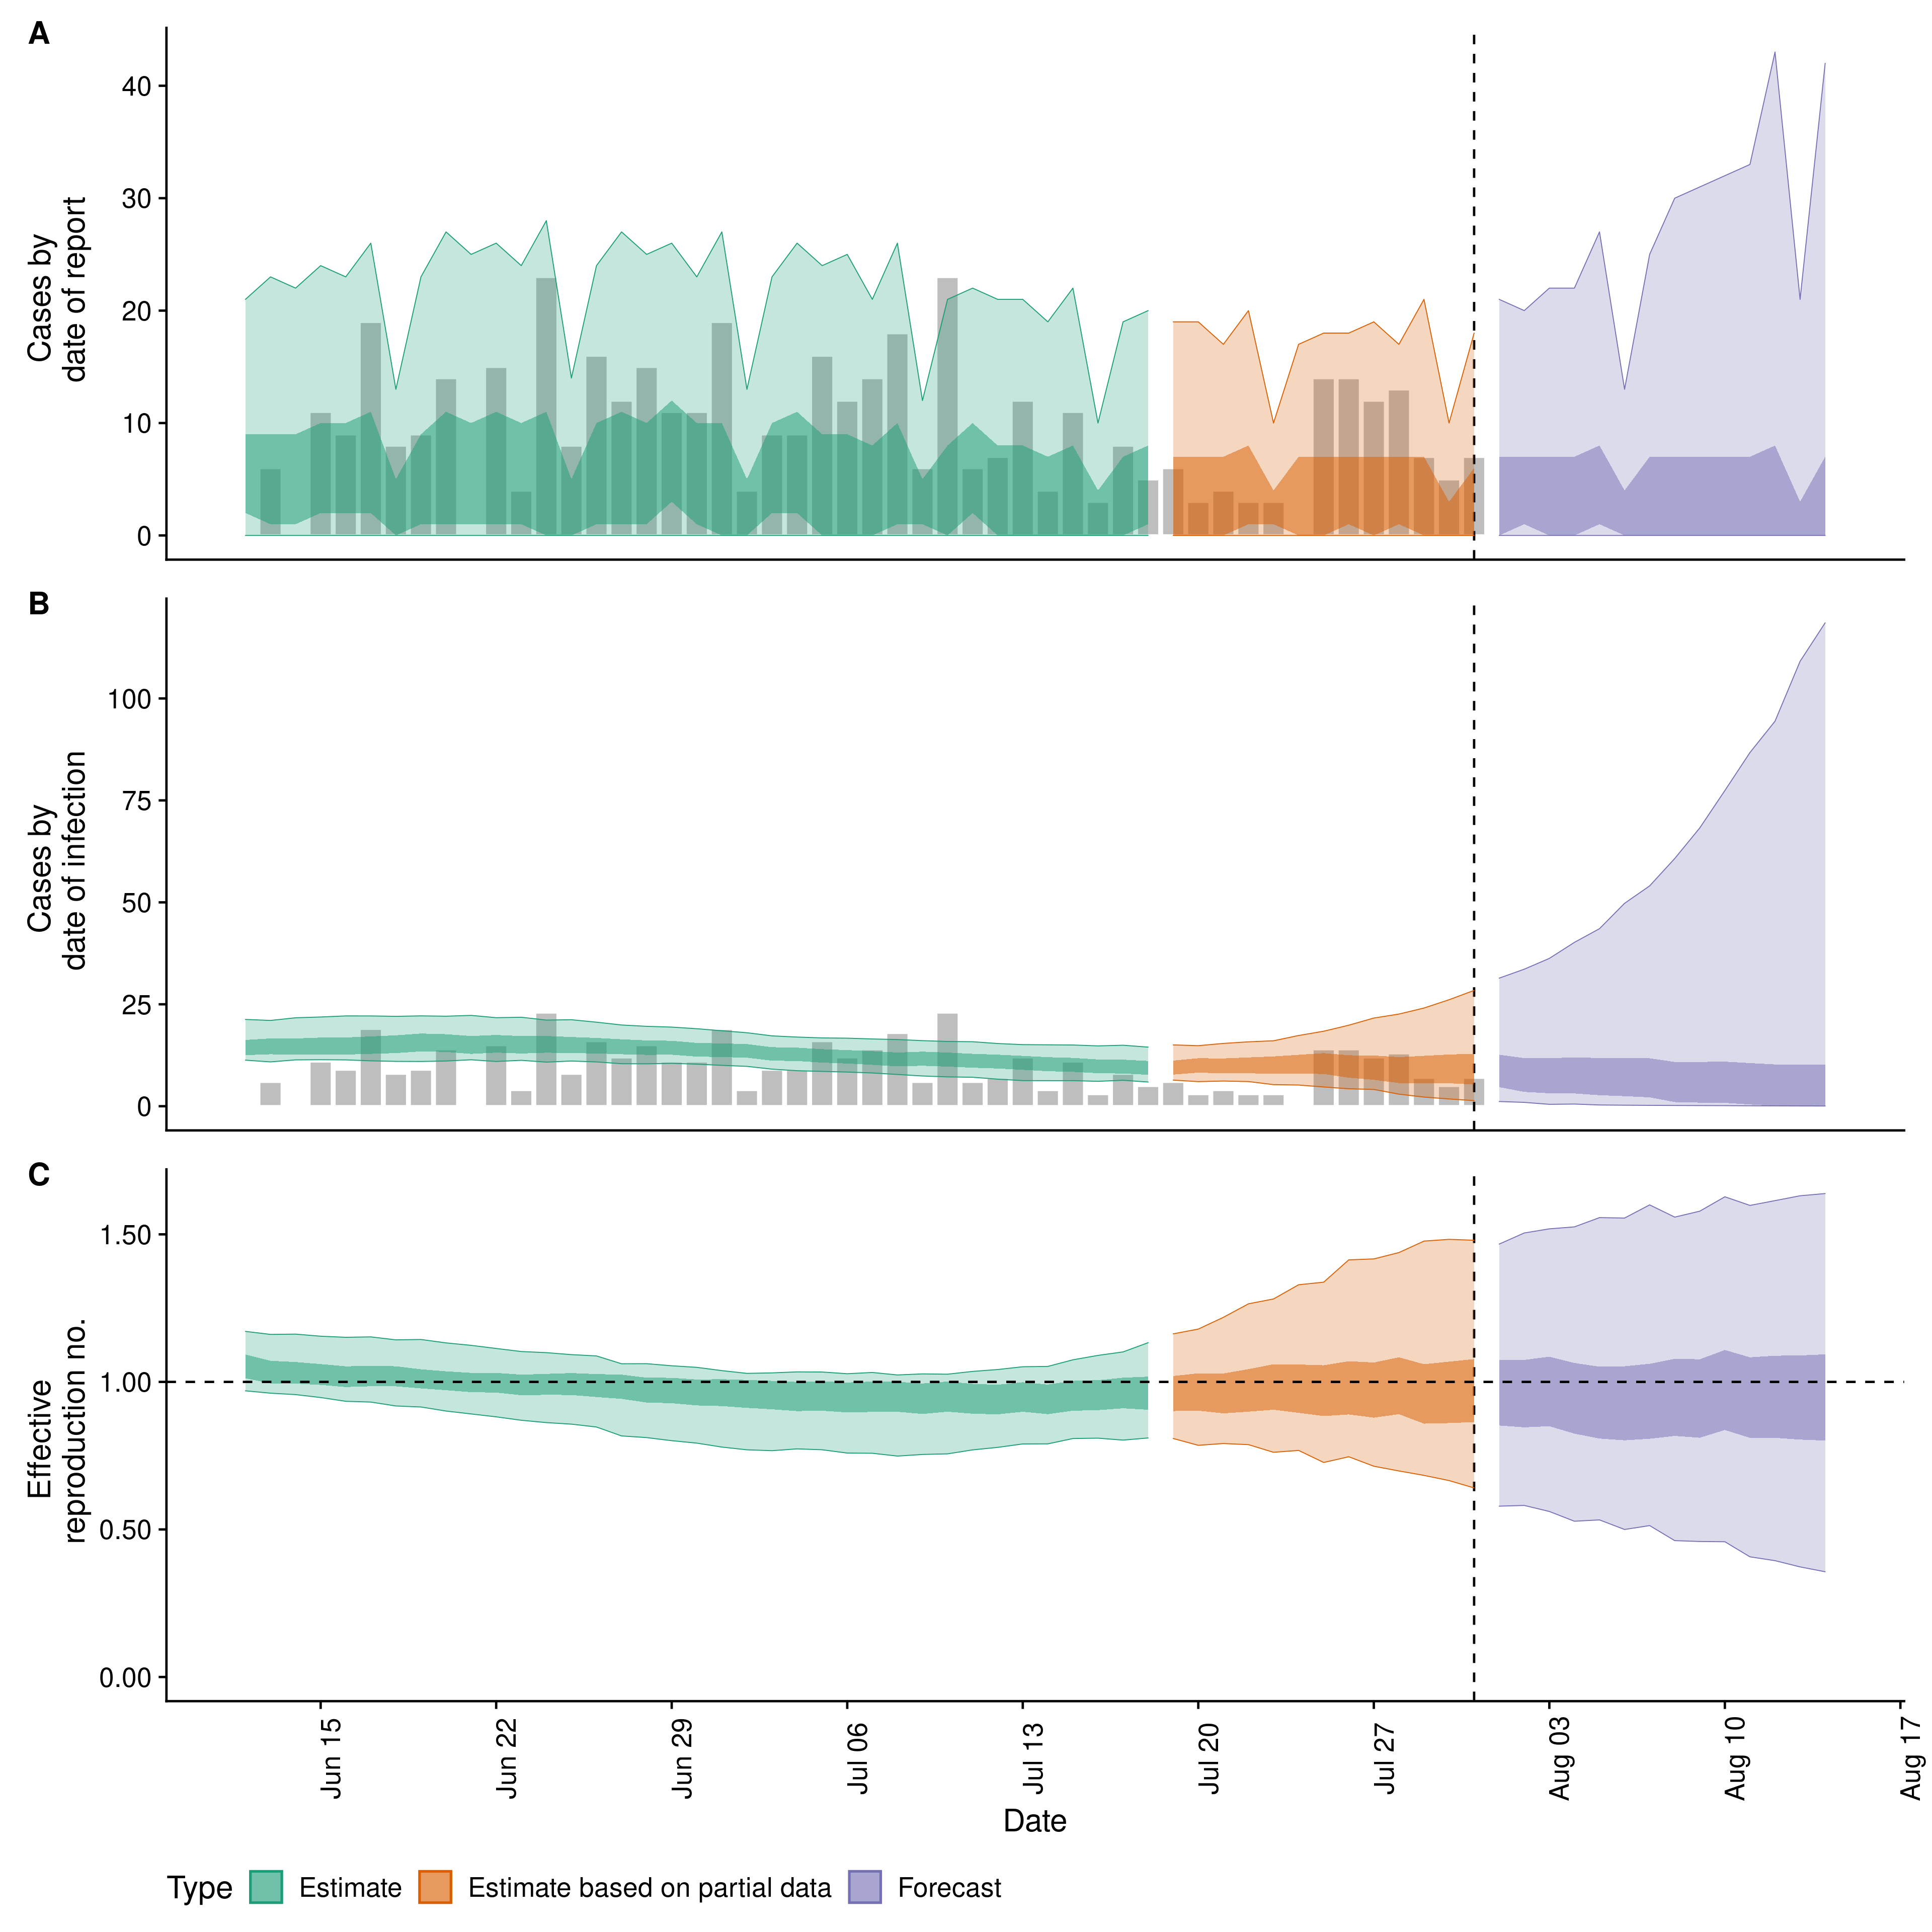 A
Cases by
date of report
40
30
20
10
0
B
Cases by
date of infection
100
75
50
25
0
C
Effective
reproduction no.
1.50
1.00
0.50
0.00
Jun 15
Jun 22
Jun 29
Jul 06
Jul 13
Jul 20
Jul 27
Aug 03
Aug 10
Aug 17
Date
Type Estimate Estimate based on partial data Forecast